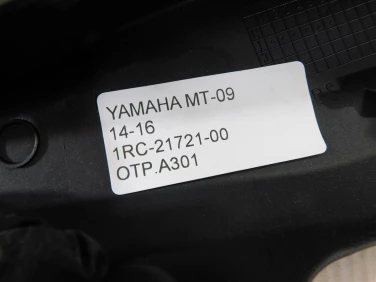 YAMAHA MT-09
14-16
1RC-21721-00
OTP.A301